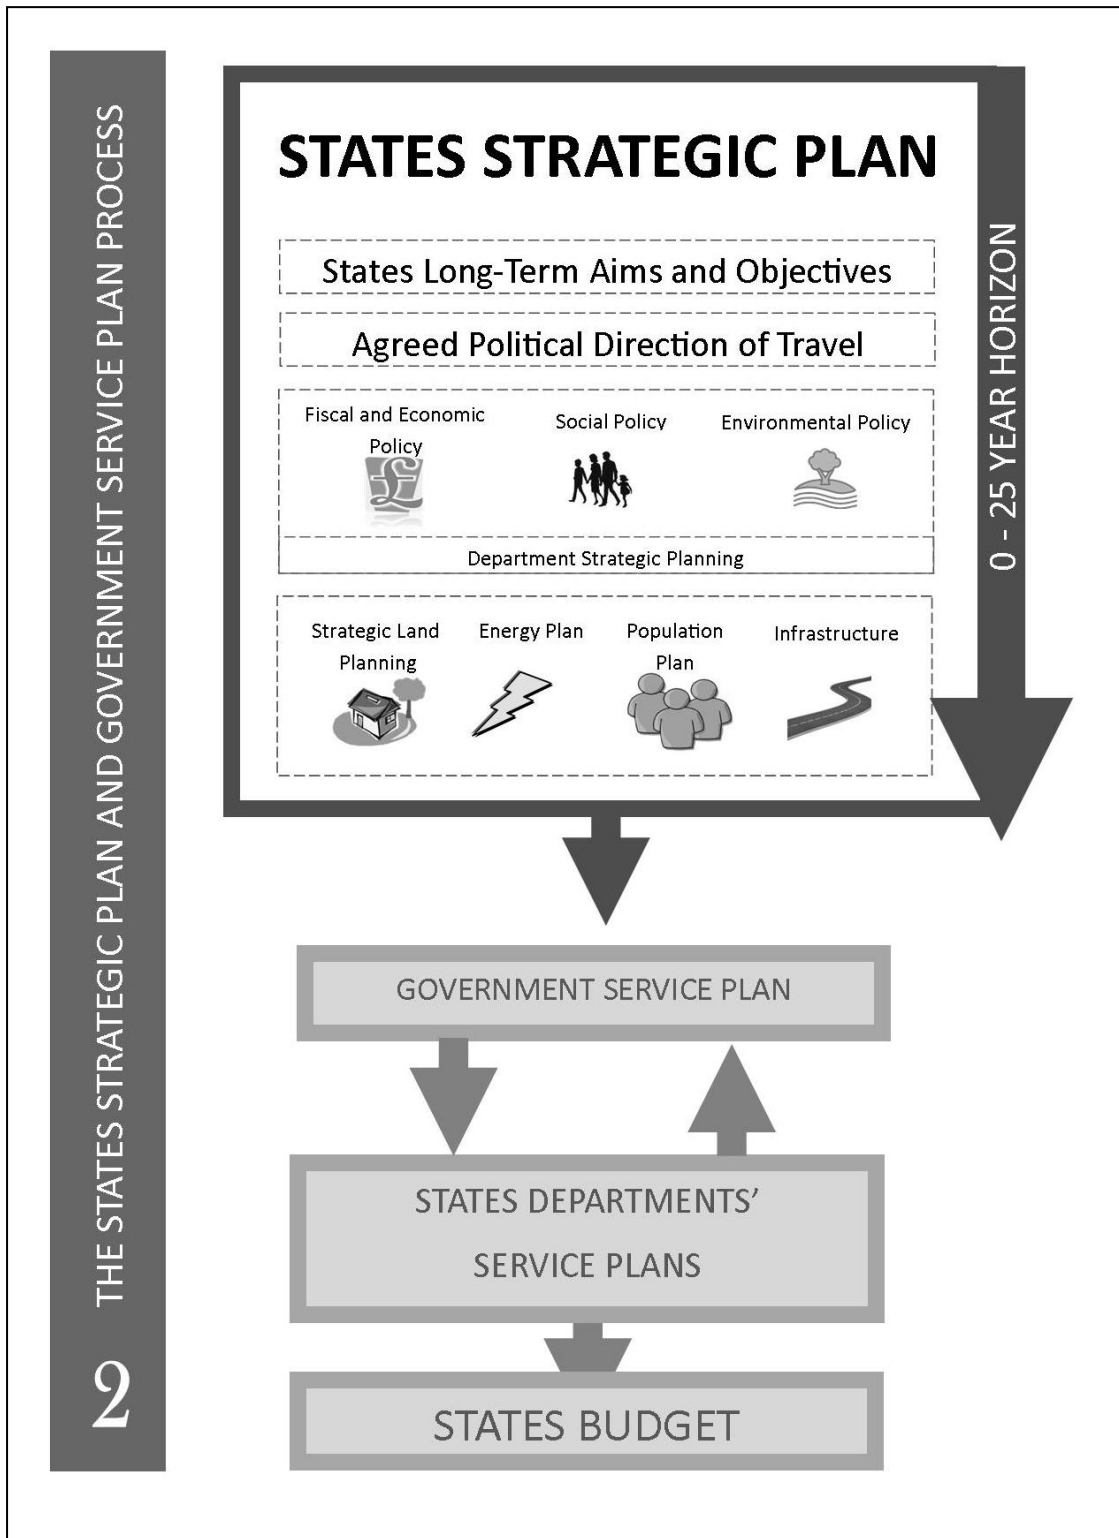 THE STATES STRATEGIC PLAN AND GOVERNMENT SERVICE PLAN PROCESS
2
STATES STRATEGIC PLAN
States Long-Term Aims and Objectives
Agreed Political Direction of Travel
Fiscal and Economic
Policy
£
Social Policy
Environmental Policy
Department Strategic Planning
Strategic Land
Planning
Energy Plan
Population
Plan
Infrastructure
0 - 25 YEAR HORIZON
GOVERNMENT SERVICE PLAN
STATES DEPARTMENTS’
SERVICE PLANS
STATES BUDGET